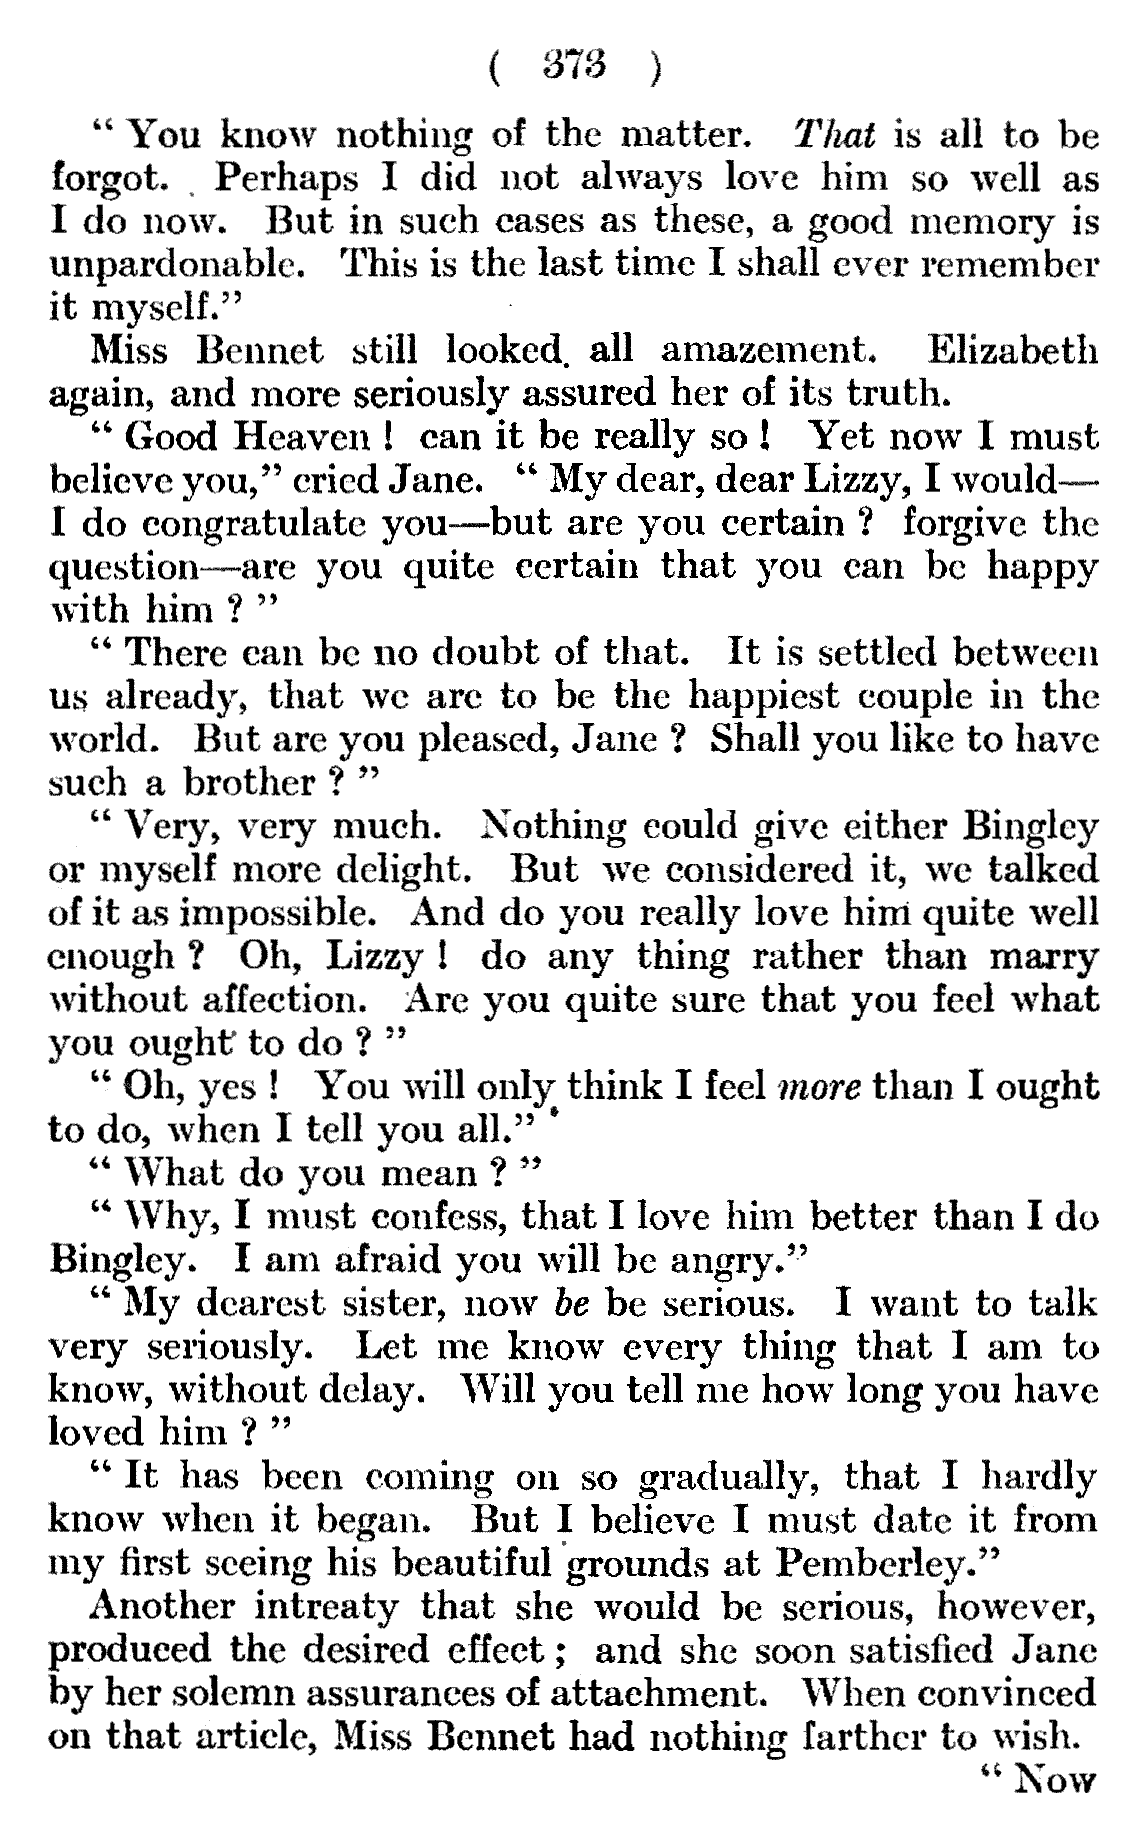 ( 373 )
“ You know nothing of the matter. That is all to be
forgot. Perhaps I did not always love him so well as
I do now. But in such cases as these, a good memory is
unpardonable. This is the last time I shall ever remember
it myself.”
Miss Bennet still looked all amazement. Elizabeth
again, and more seriously assured her of its truth.
“ Good Heaven ! can it be really so ! Yet now I must
believe you,” cried Jane. “ My dear, dear Lizzy, I would—
I do congratulate you—but are you certain ? forgive the
question—are you quite certain that you can be happy
with him ? ”
“ There can be no doubt of that. It is settled between
us already, that we are to be the happiest couple in the
world. But are you pleased, Jane ? Shall you like to have
such a brother ? ”
“ Very, very much. Nothing could give either Bingley
or myself more delight. But we considered it, we talked
of it as impossible. And do you really love him quite well
enough ? Oh, Lizzy ! do any thing rather than marry
without affection. Are you quite sure that you feel what
you ought to do ? ”
“ Oh, yes ! You will only think I feel more than I ought
to do, when I tell you all.”
“ What do you mean ? ”
“ Why, I must confess, that I love him better than I do
Bingley. I am afraid you will be angry.”
“ My dearest sister, now be be serious. I want to talk
very seriously. Let me know every thing that I am to
know, without delay. Will you tell me how long you have
loved him ? ”
“ It has been coming on so gradually, that I hardly
know when it began. But I believe I must date it from
my first seeing his beautiful grounds at Pemberley.”
Another intreaty that she would be serious, however,
produced the desired effect ; and she soon satisfied Jane
by her solemn assurances of attachment. When convinced
on that article, Miss Bennet had nothing farther to wish.
“ Now